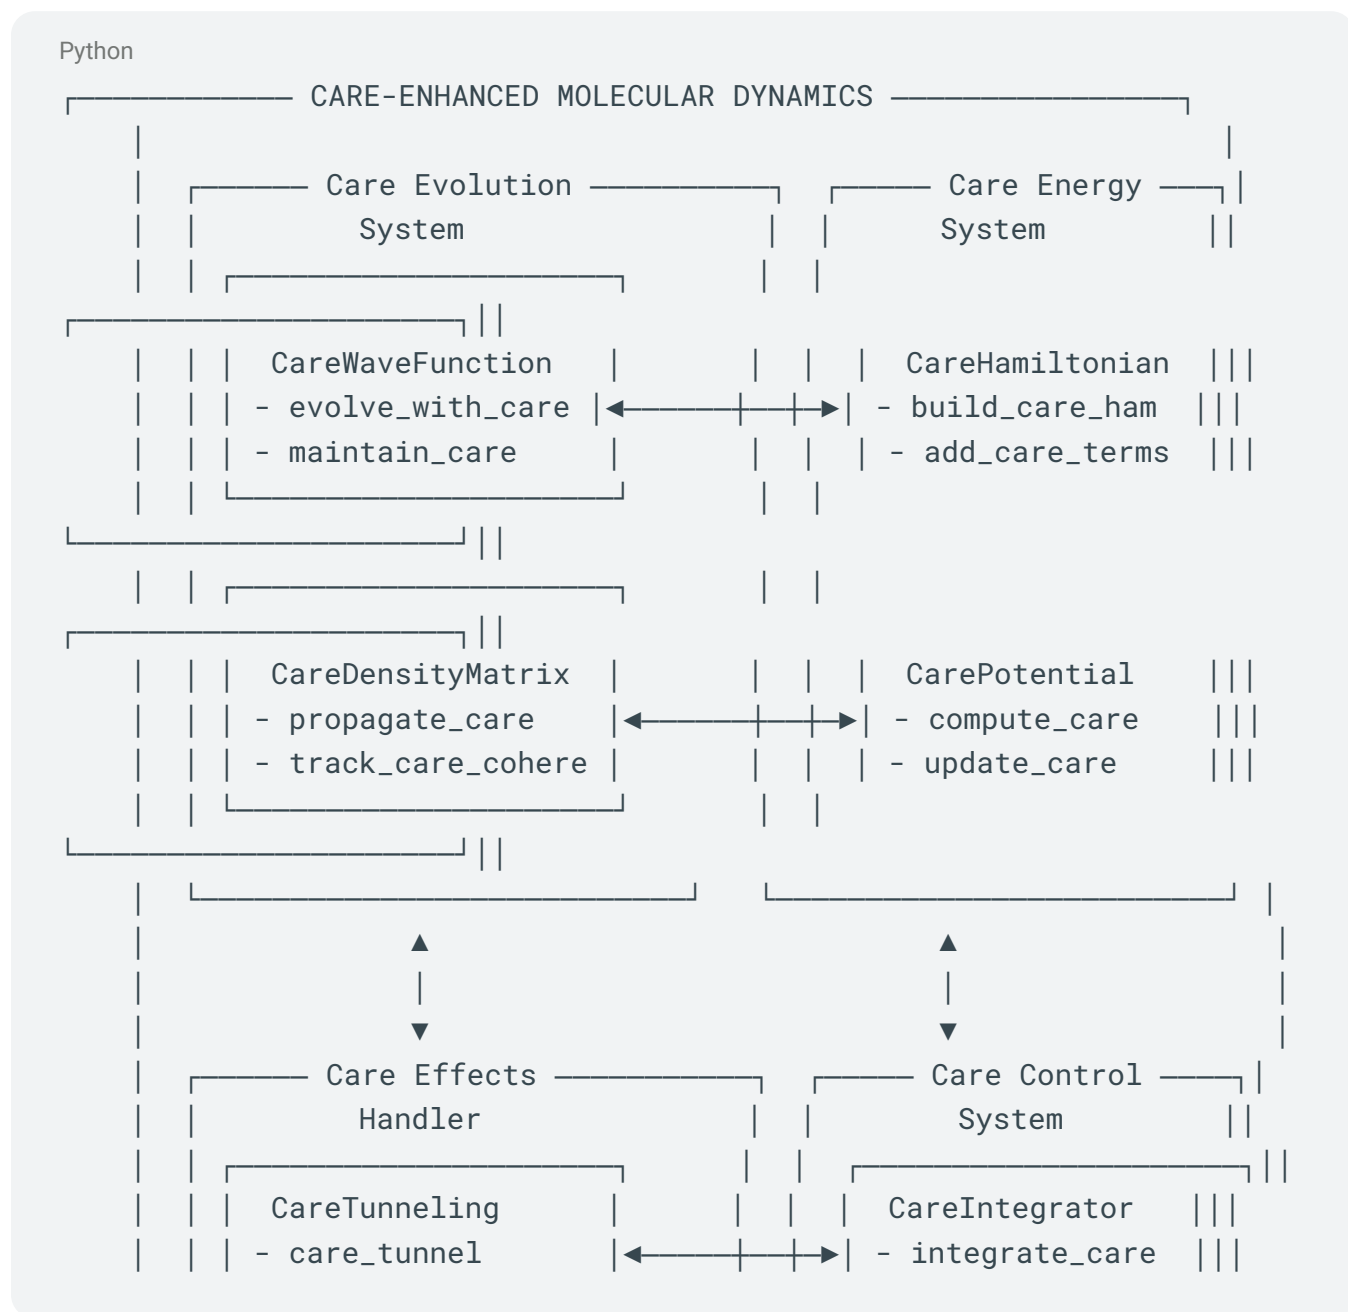 Python
CARE-ENHANCED MOLECULAR DYNAMICS
Care Evolution Care Energy
System System
CareWaveFunction CareHamiltonian
- evolve_with_care - build_care_ham
- maintain_care - add_care_terms
CareDensityMatrix CarePotential
- propagate_care - compute_care
- track_care_cohere - update_care
Care Effects Care Control
Handler System
CareTunneling CareIntegrator
- care_tunnel - integrate_care